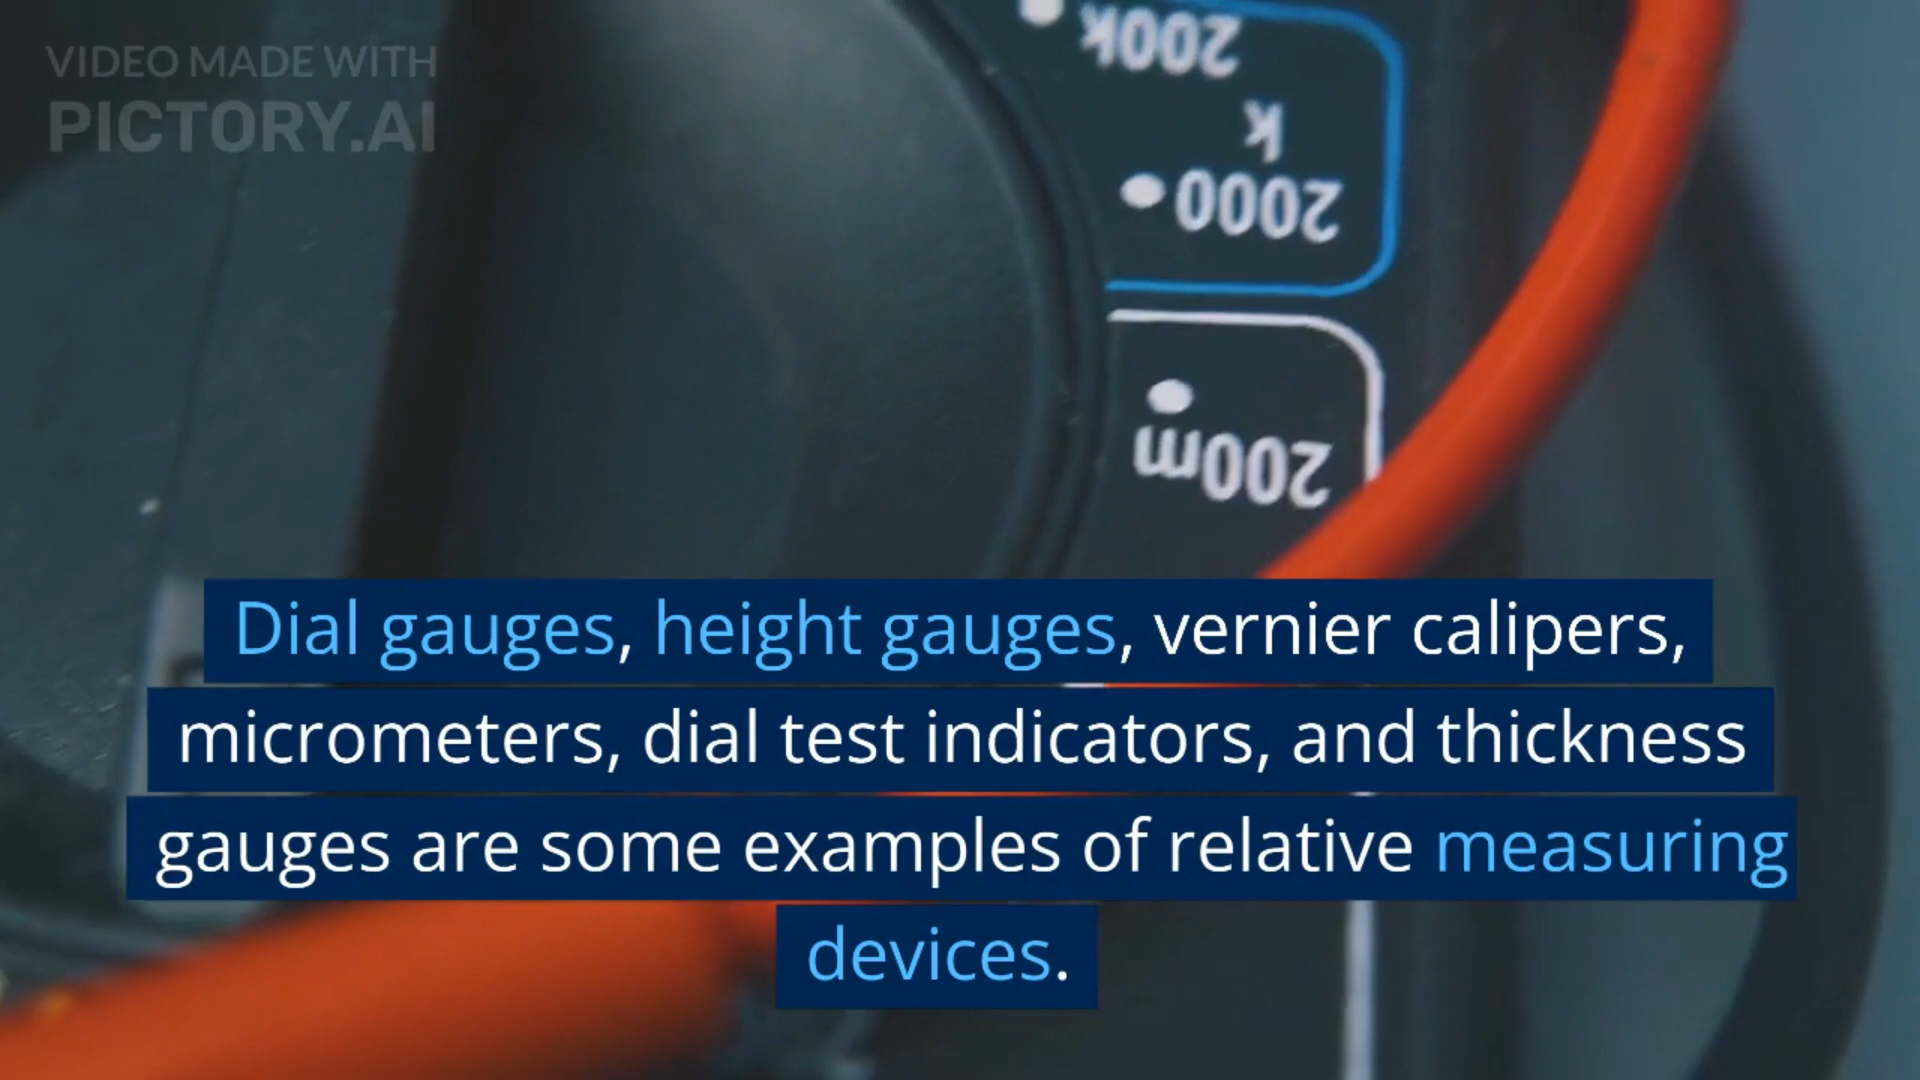 VIDEO MADE WITH
PICTORY.AI
200k
k
2000
200m
Dial gauges, height gauges, vernier calipers,
micrometers, dial test indicators, and thickness
gauges are some examples of relative measuring
devices.